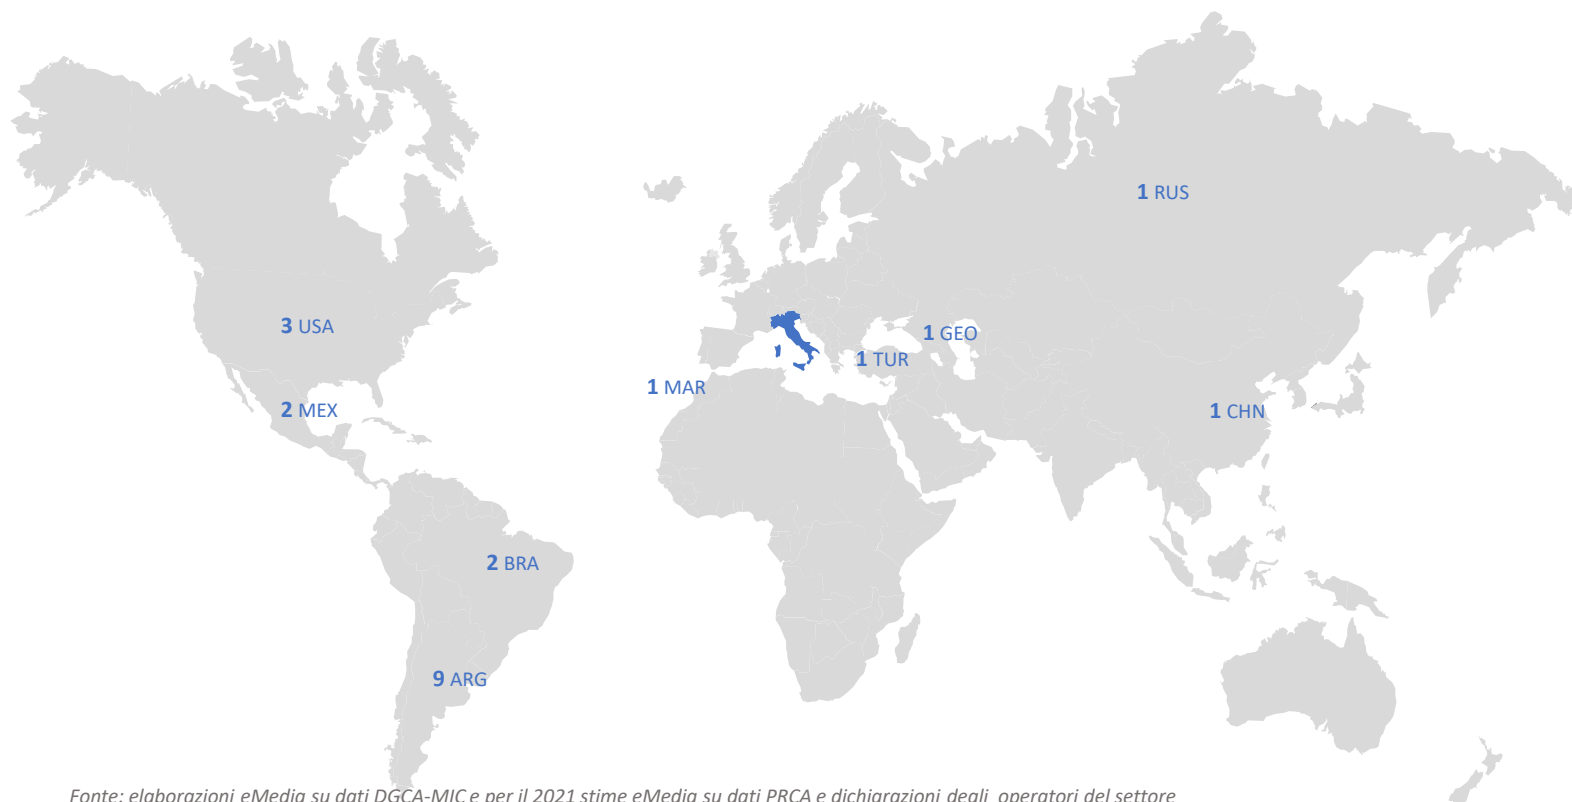 1 RUS
3 USA
1 GEO
1 TUR
1 MAR
2 MEX
1 CHN
2 BRA
9 ARG
Fonte: elaborazioni eMedia su dati DGCA-MIC e per il 2021 stime eMedia su dati PRCA e dichiarazioni degli operatori del settore